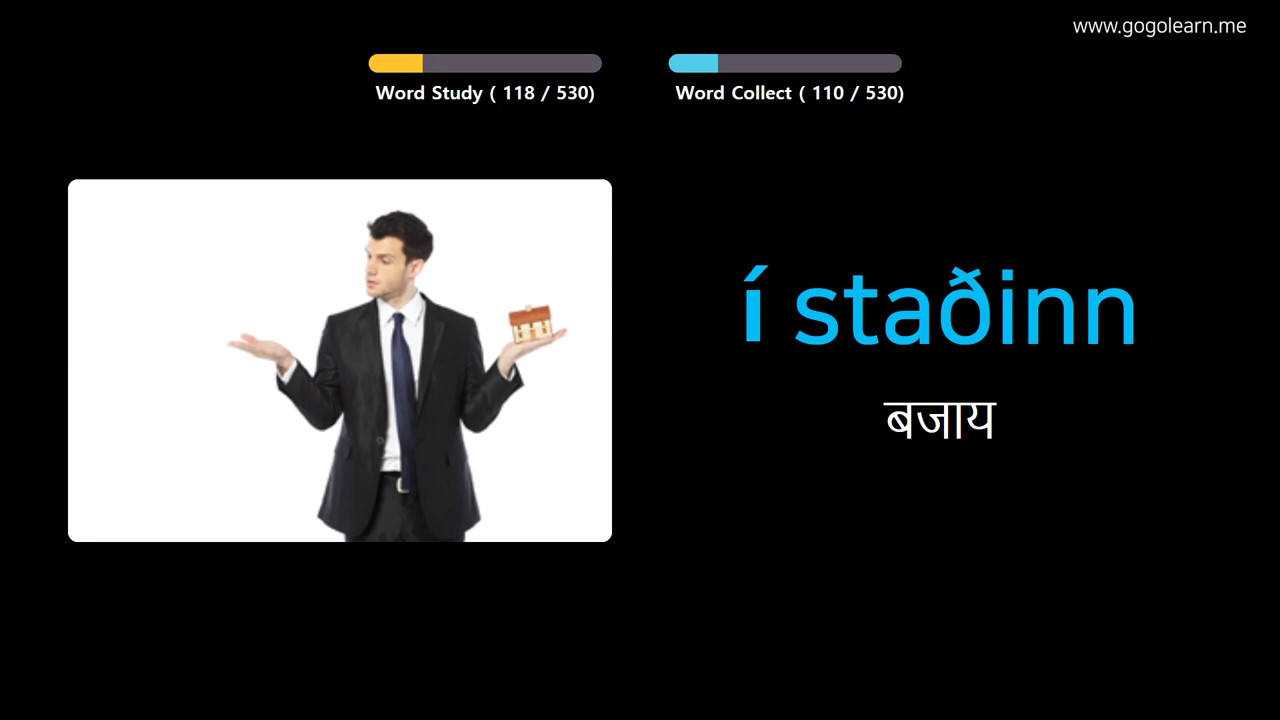 www.gogolearn.me
Word Study ( 118 / 530)
Word Collect ( 110 / 530)
í staðinn
बजाय